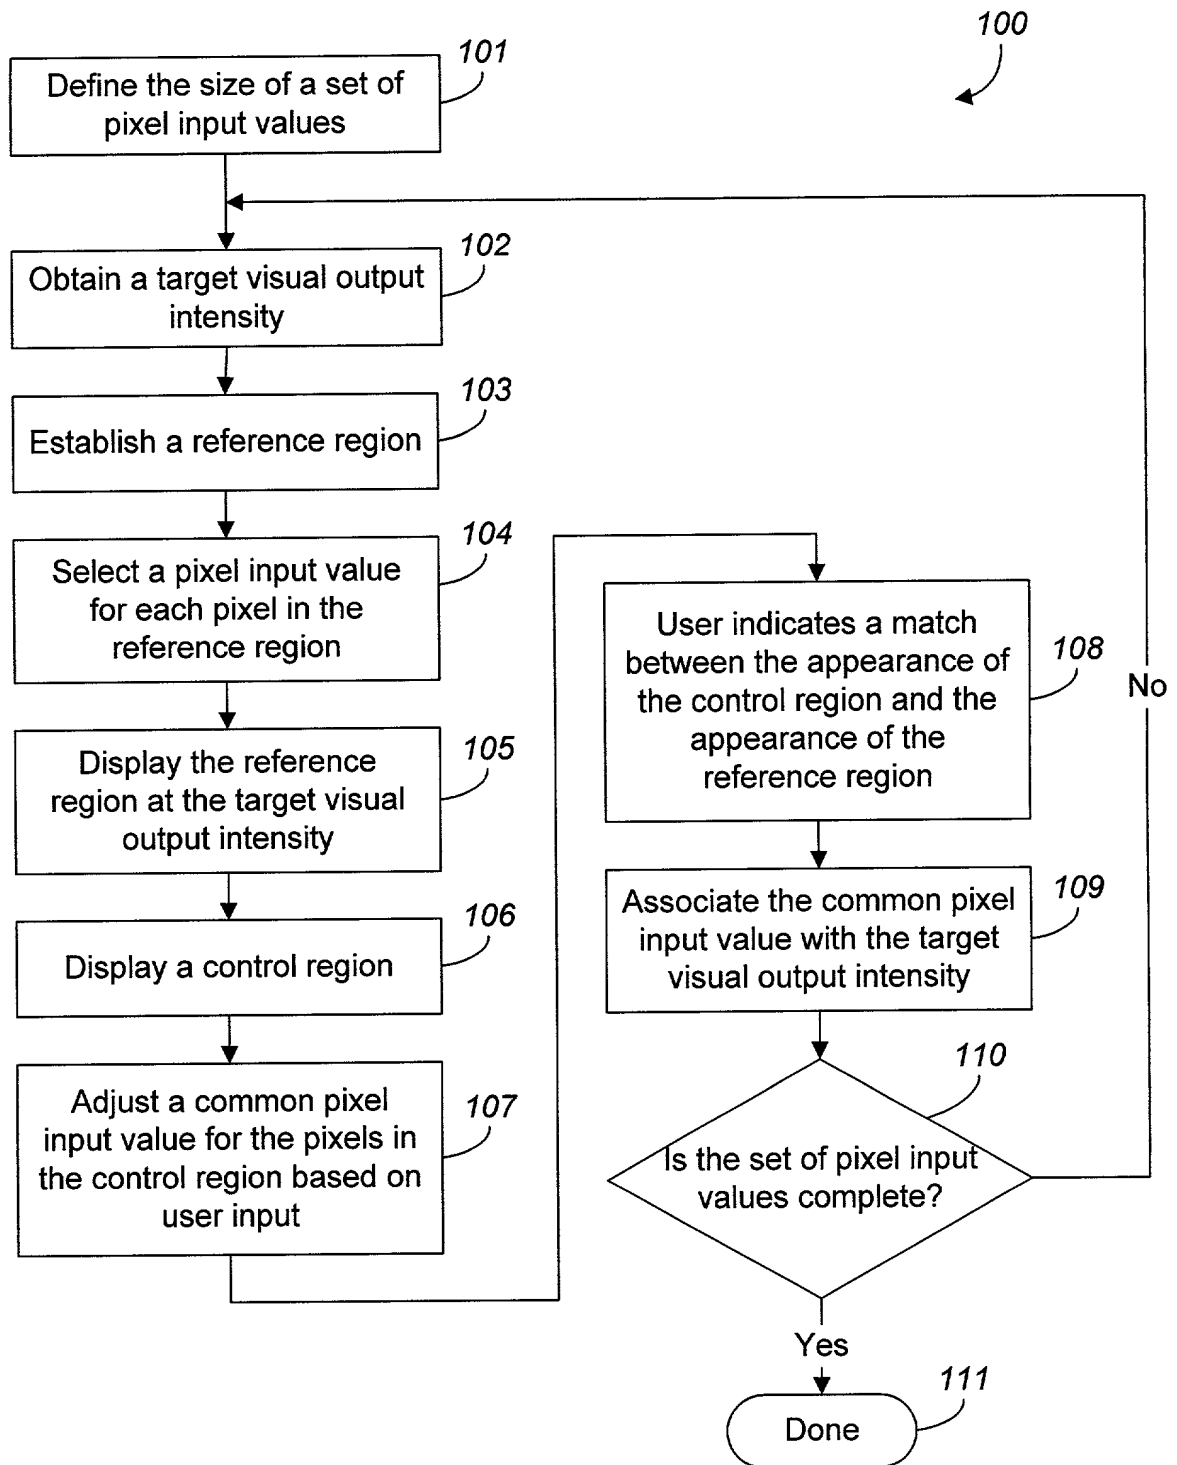 100
101
Define the size of a set of
pixel input values
102
Obtain a target visual output
intensity
103
Establish a reference region
104
Select a pixel input value
for each pixel in the
reference region
105
Display the reference
region at the target visual
output intensity
106
Display a control region
107
Adjust a common pixel
input value for the pixels in
the control region based on
user input
108
User indicates a match
between the appearance of
the control region and the
appearance of the
reference region
No
109
Associate the common pixel
input value with the target
visual output intensity
110
Is the set of pixel input
values complete?
Yes
111
Done